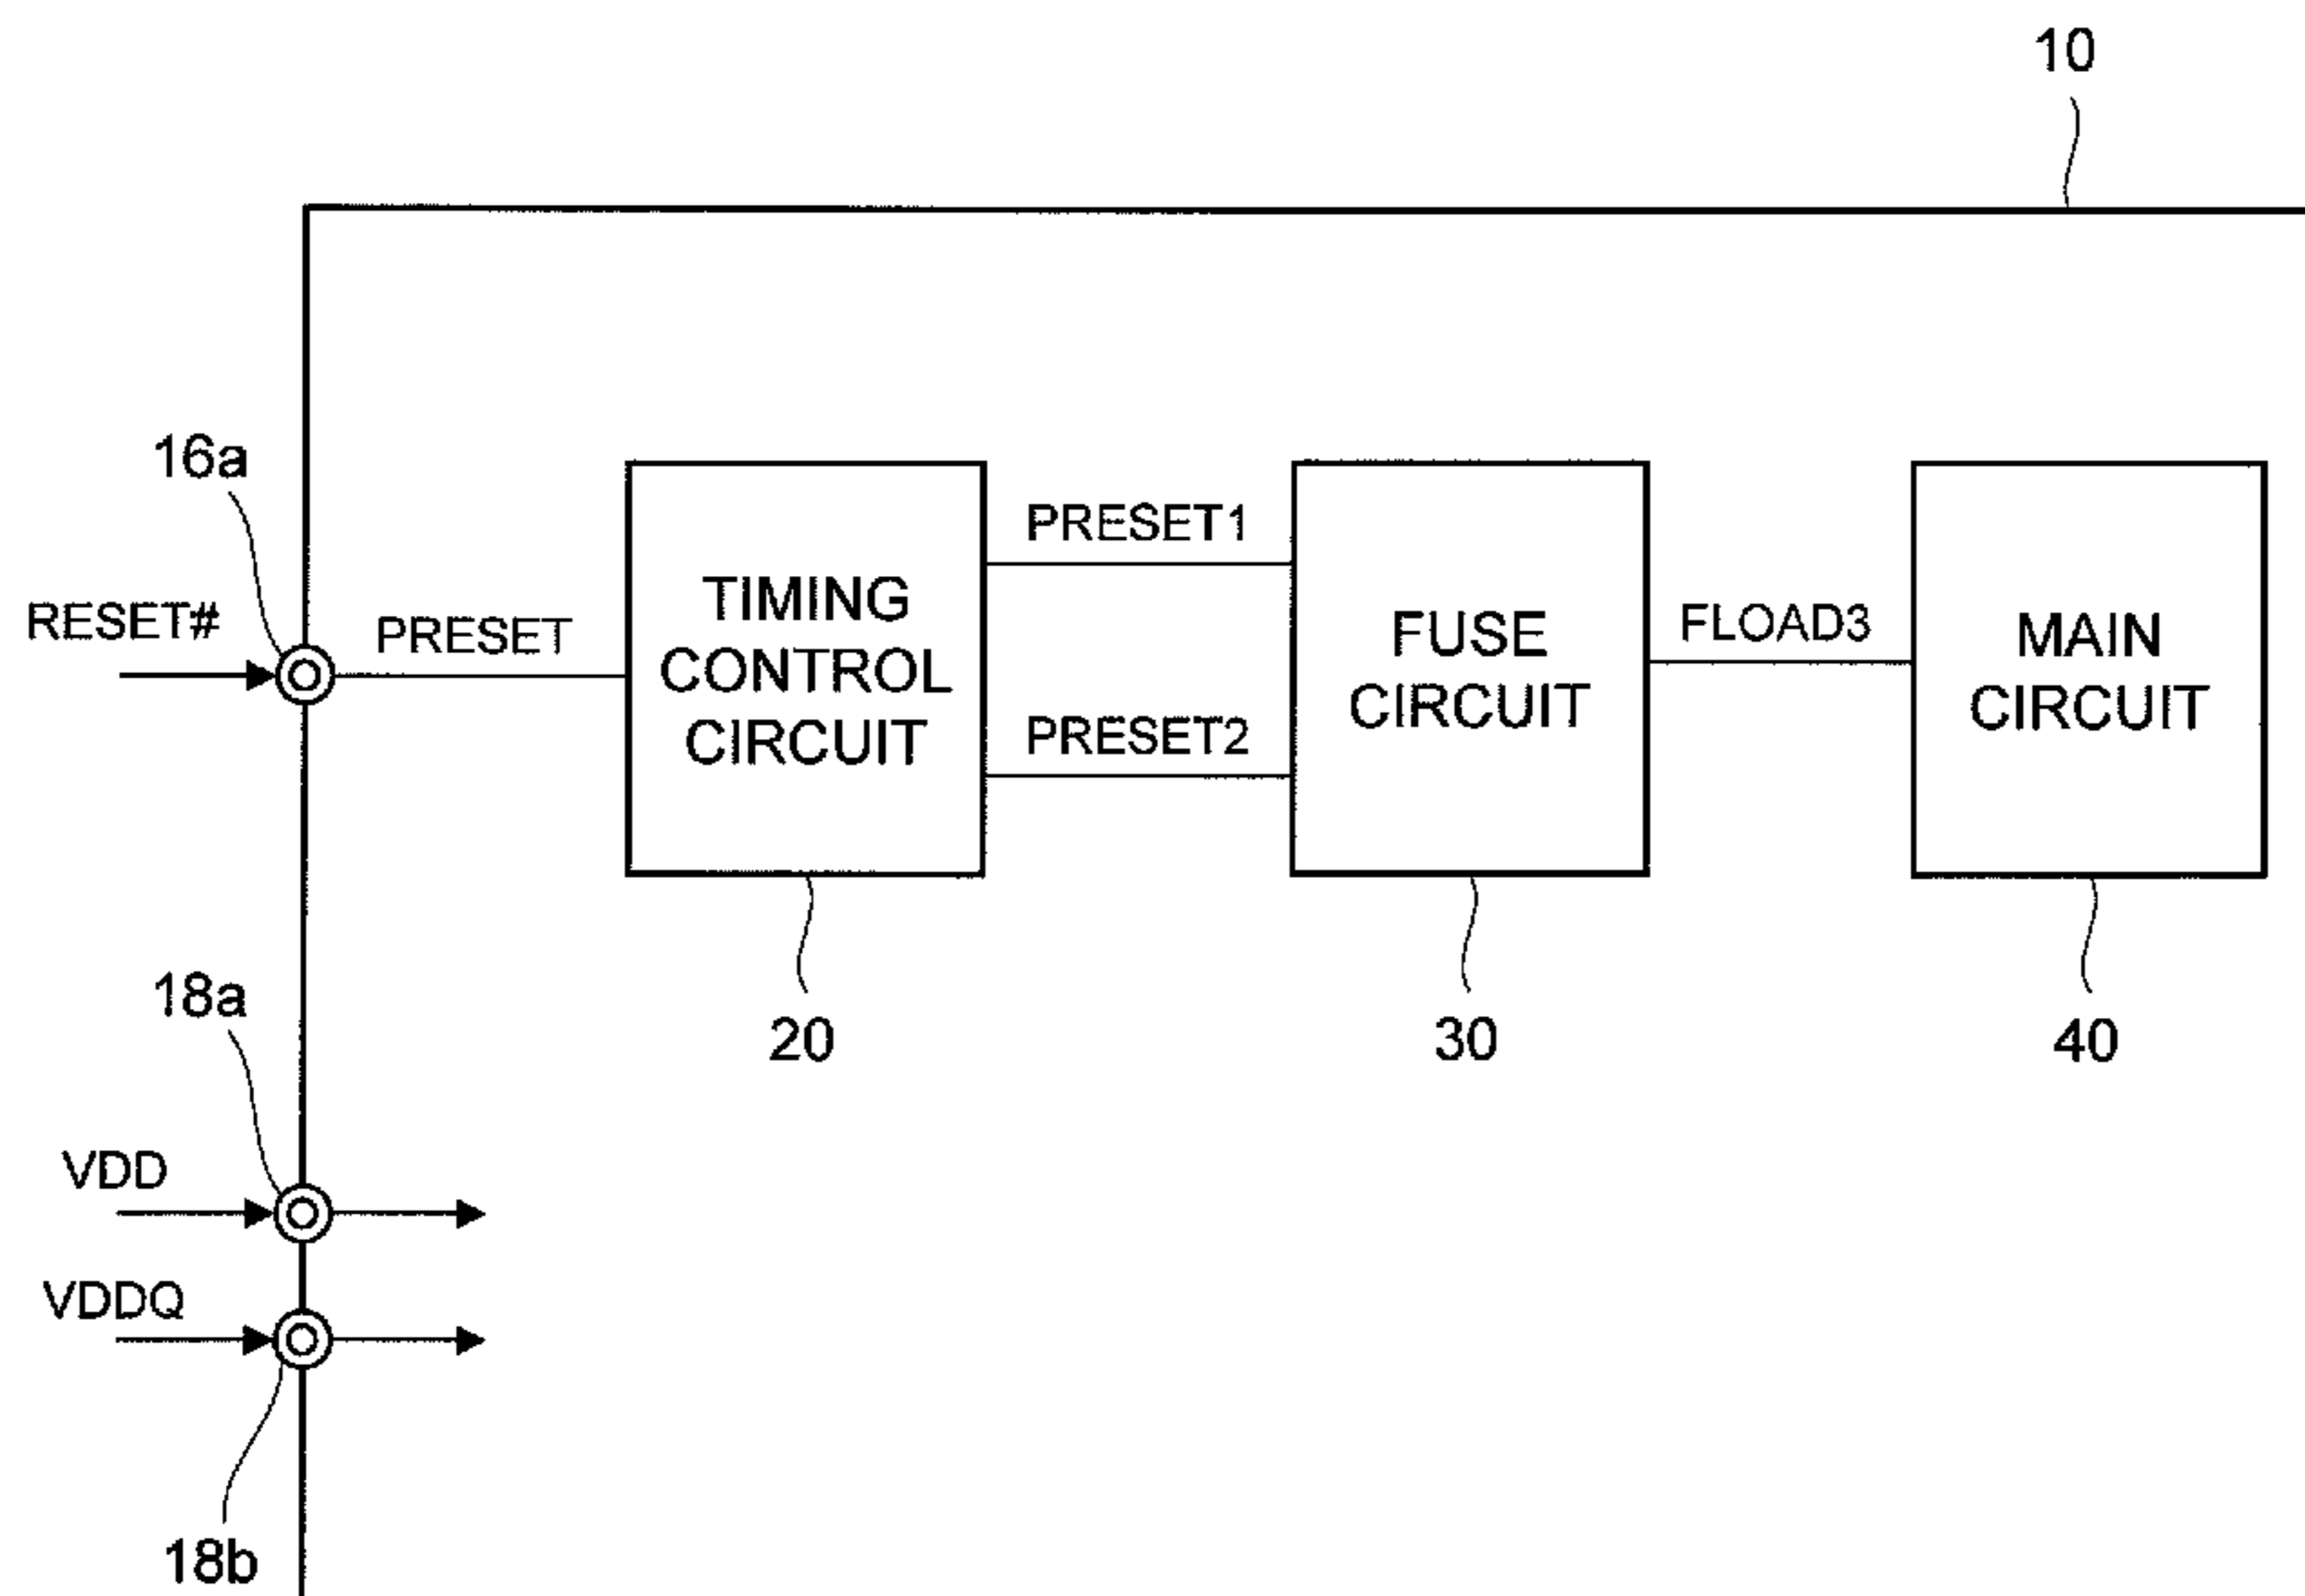 10
16a
RESET#
PRESET
TIMING
CONTROL
CIRCUIT
PRESET1
PRESET2
FUSE
CIRCUIT
FLOAD3
MAIN
CIRCUIT
20
30
40
18a
VDD
VDDQ
18b